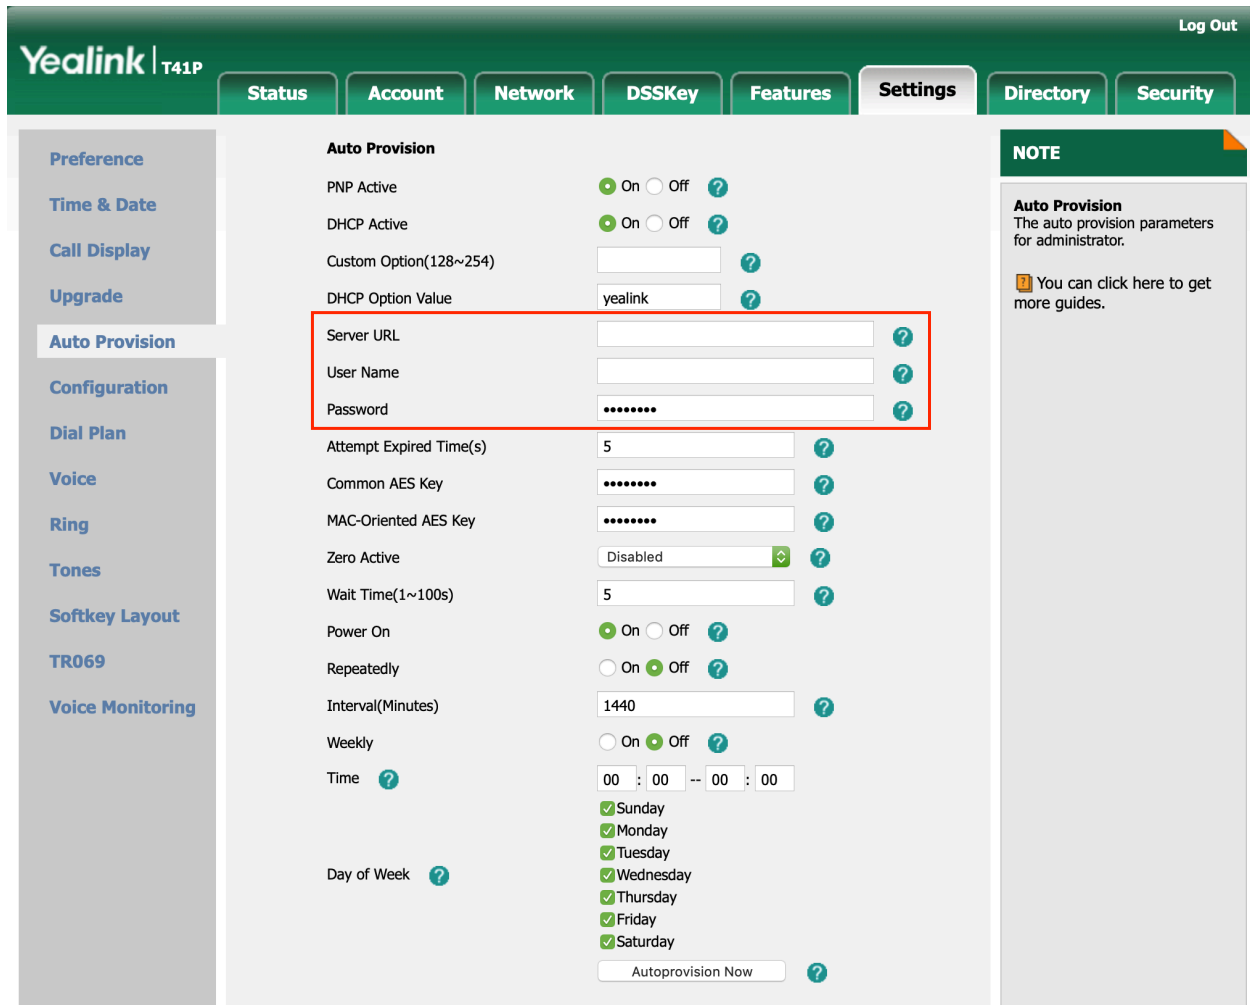 Log Out
Yealink | T41P
Status Account Network DSSKey Features Settings Directory Security
Preference
Time & Date
Call Display
Upgrade
Auto Provision
Configuration
Dial Plan
Voice
Ring
Tones
Softkey Layout
TR069
Voice Monitoring
Auto Provision
PNP Active On Off ?
DHCP Active On Off ?
Custom Option(128~254) ?
DHCP Option Value yealink ?
Server URL ?
User Name ?
Password •••••••• ?
Attempt Expired Time(s) 5 ?
Common AES Key •••••••• ?
MAC-Oriented AES Key •••••••• ?
Zero Active Disabled ?
Wait Time(1~100s) 5 ?
Power On On Off ?
Repeatedly On Off ?
Interval(Minutes) 1440 ?
Weekly On Off ?
Time ? 00 : 00 -- 00 : 00
Sunday
Monday
Tuesday
Day of Week ? Wednesday
Thursday
Friday
Saturday
Autoprovision Now ?
NOTE
Auto Provision
The auto provision parameters
for administrator.
? You can click here to get
more guides.